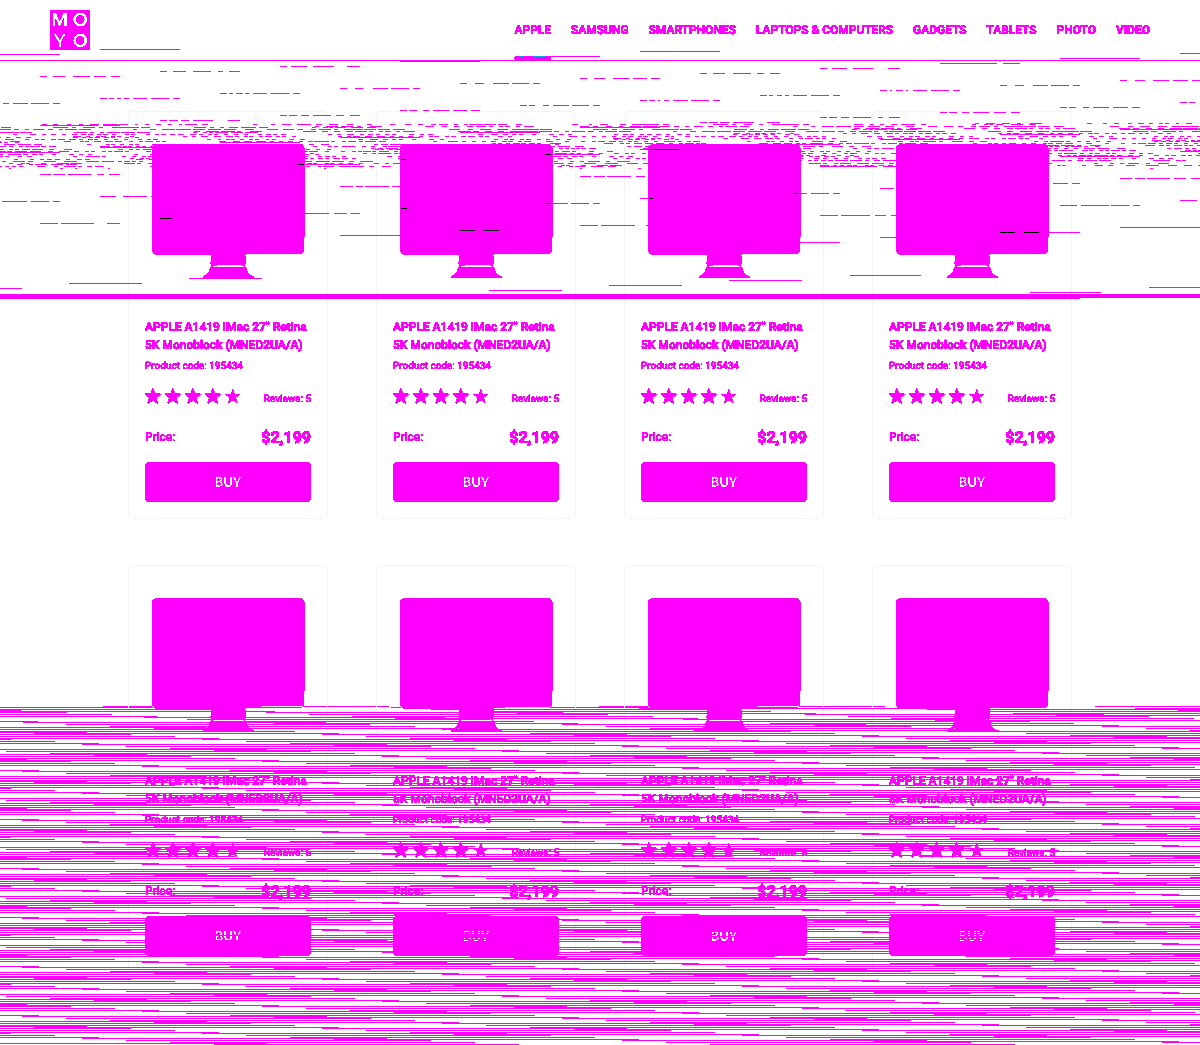 MO
YO
APPLE SAMSUNG SMARTPHONES LAPTOPS & COMPUTERS GADGETS TABLETS PHOTO VIDEO
APPLE A1419 iMac 27" Retina
5K Monoblock (MNED2UA/A)
Product code: 195434
Reviews: 5
Price: $2,199
BUY
APPLE A1419 iMac 27" Retina
5K Monoblock (MNED2UA/A)
Product code: 195434
Reviews: 5
Price: $2,199
BUY
APPLE A1419 iMac 27" Retina
5K Monoblock (MNED2UA/A)
Product code: 195434
Reviews: 5
Price: $2,199
BUY
APPLE A1419 iMac 27" Retina
5K Monoblock (MNED2UA/A)
Product code: 195434
Reviews: 5
Price: $2,199
BUY
APPLE A1419 iMac 27" Retina
5K Monoblock (MNED2UA/A)
Product code: 195434
Reviews: 5
Price: $2,199
BUY
APPLE A1419 iMac 27" Retina
5K Monoblock (MNED2UA/A)
Product code: 195434
Reviews: 5
Price: $2,199
BUY
APPLE A1419 iMac 27" Retina
5K Monoblock (MNED2UA/A)
Product code: 195434
Reviews: 5
Price: $2,199
BUY
APPLE A1419 iMac 27" Retina
5K Monoblock (MNED2UA/A)
Product code: 195434
Reviews: 5
Price: $2,199
BUY